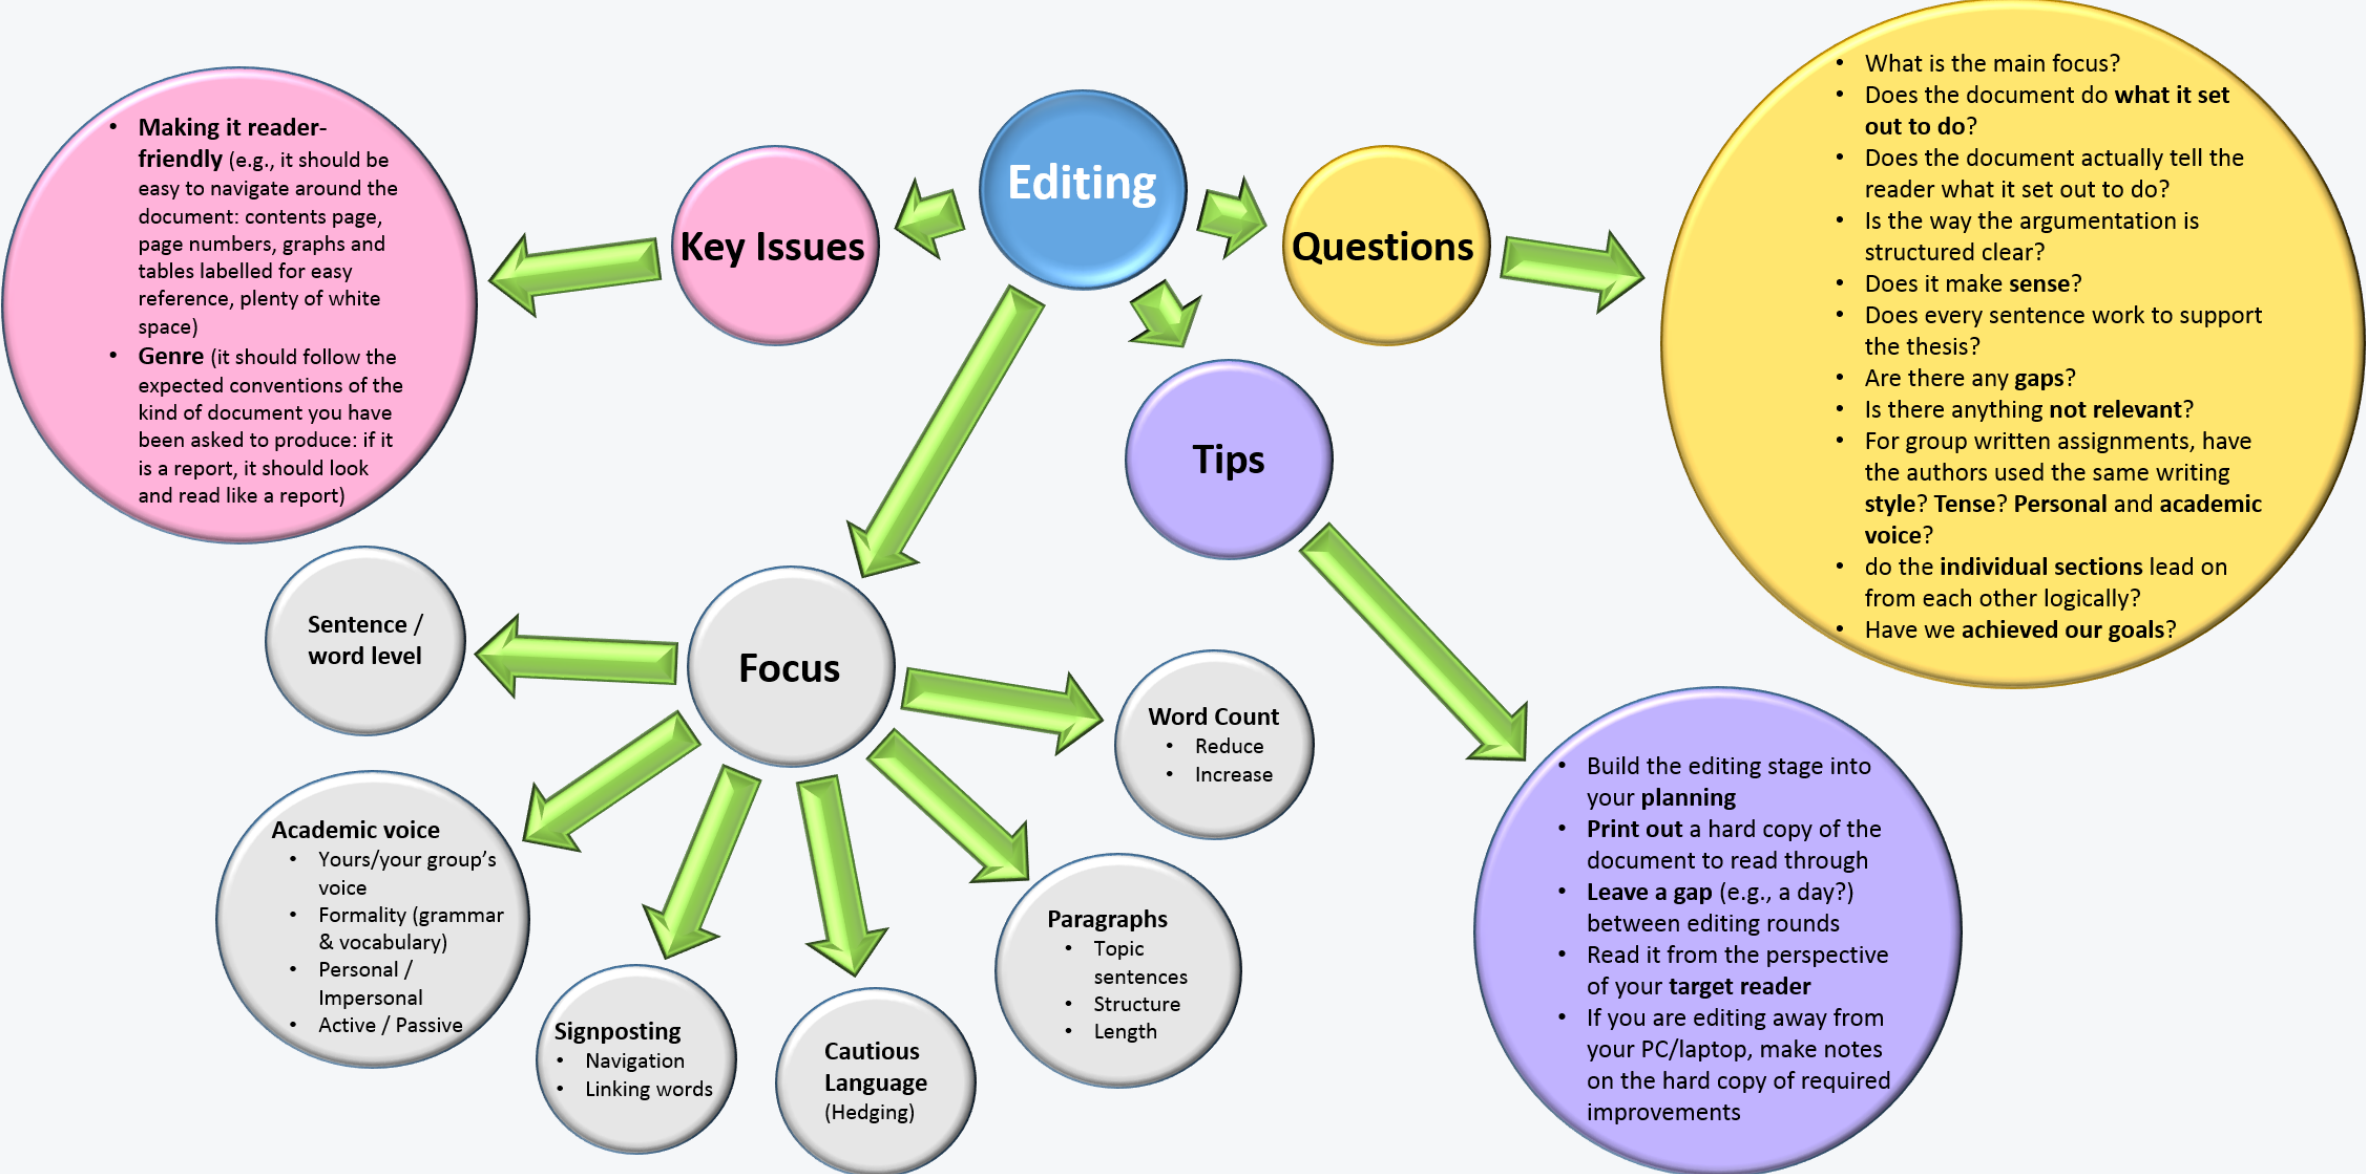 Editing
Key Issues
• Making it reader-
friendly (e.g., it should be
easy to navigate around the
document: contents page,
page numbers, graphs and
tables labelled for easy
reference, plenty of white
space)
• Genre (it should follow the
expected conventions of the
kind of document you have
been asked to produce: if it
is a report, it should look
and read like a report)
Questions
• What is the main focus?
• Does the document do what it set
out to do?
• Does the document actually tell the
reader what it set out to do?
• Is the way the argumentation is
structured clear?
• Does it make sense?
• Does every sentence work to support
the thesis?
• Are there any gaps?
• Is there anything not relevant?
• For group written assignments, have
the authors used the same writing
style? Tense? Personal and academic
voice?
• do the individual sections lead on
from each other logically?
• Have we achieved our goals?
Tips
• Build the editing stage into
your planning
• Print out a hard copy of the
document to read through
• Leave a gap (e.g., a day?)
between editing rounds
• Read it from the perspective
of your target reader
• If you are editing away from
your PC/laptop, make notes
on the hard copy of required
improvements
Focus
Sentence /
word level
Academic voice
• Yours/your group’s
voice
• Formality (grammar
& vocabulary)
• Personal /
Impersonal
• Active / Passive
Signposting
• Navigation
• Linking words
Cautious
Language
(Hedging)
Paragraphs
• Topic
sentences
• Structure
• Length
Word Count
• Reduce
• Increase